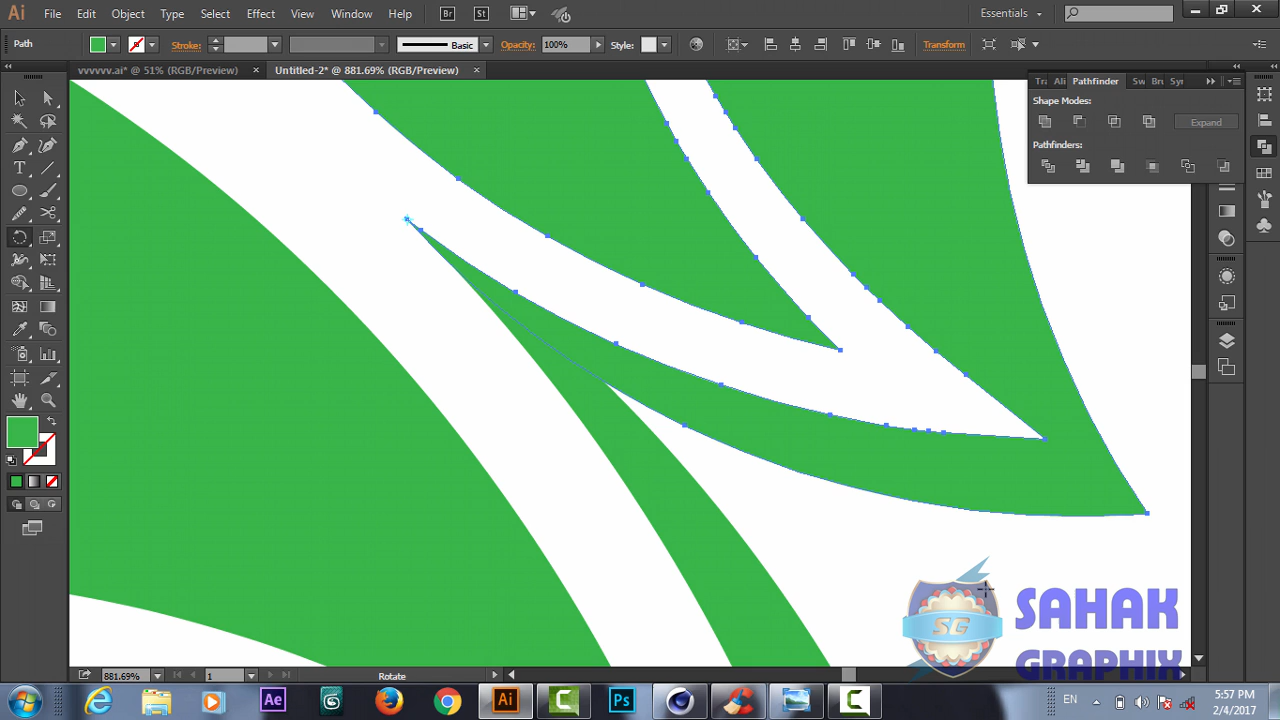 Ai File Edit Object Type Select Effect View Window Help Br St Essentials
Path Stroke: Basic Opacity: 100% Style: Transform
vvvvvv.ai* @ 51% (RGB/Preview) × Untitled-2* @ 881.69% (RGB/Preview) ×
Tr Ali Pathfinder Sw Br Syr
Shape Modes:
Expand
Pathfinders:
T
SG
SAHAK
GRAPHIX
881.69% 1 Rotate
Ae Ai C Ps C EN 5:57 PM
2/4/2017